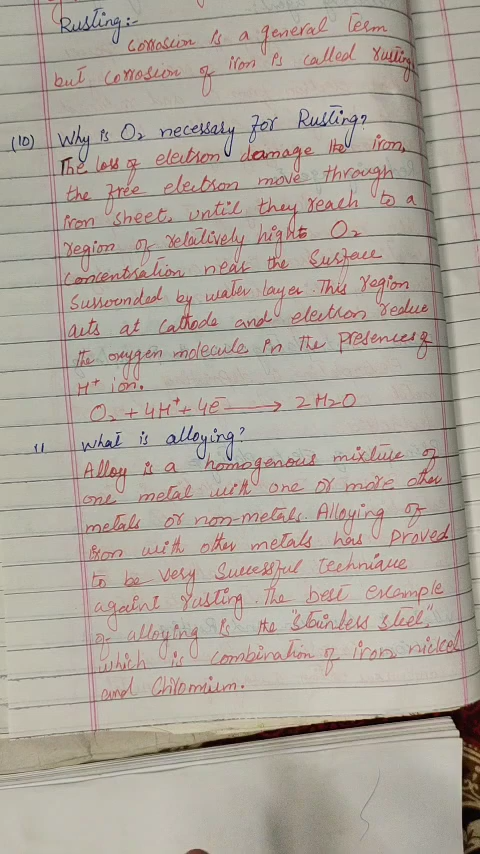 Rusting:-
Corrosion is a general term
but corrosion of iron is called rusting
(10) Why is O2 necessary for Rusting?
The loss of electron damage the iron,
the free electron move through
iron sheet, until they reach to a
region of relatively high O2
concentration near the surface
surrounded by water layer. This region
acts at cathode and electron reduce
the oxygen molecule in the presences of
H+ ion.
O2 + 4H+ + 4e- → 2H2O
11 What is alloying?
Alloy is a homogenous mixture of
one metal with one or more other
metals or non-metals. Alloying of
iron with other metals has proved
to be very successful technique
againt rusting. The best example
of alloying is the "stainless steel",
which is combination of iron, nickel
and chromium.